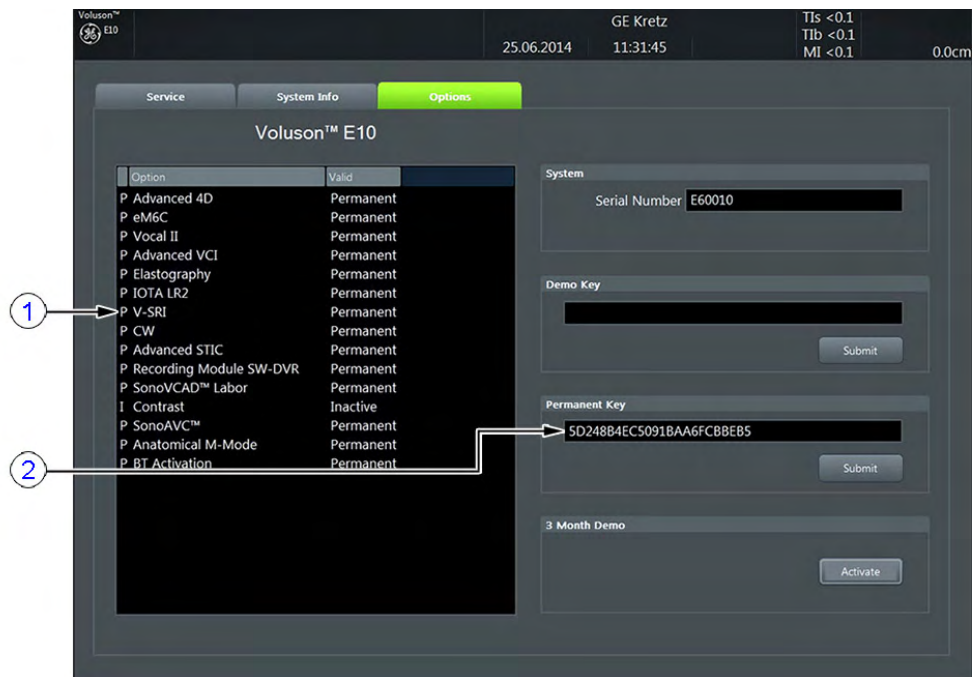 Voluson™
E10
GE Kretz
25.06.2014 11:31:45
TIs <0.1
TIb <0.1
MI <0.1
0.0cm
Service System Info Options
Voluson™ E10
Option Valid
P Advanced 4D Permanent
P eM6C Permanent
P Vocal II Permanent
P Advanced VCI Permanent
P Elastography Permanent
P IOTA LR2 Permanent
P V-SRI Permanent
P CW Permanent
P Advanced STIC Permanent
P Recording Module SW-DVR Permanent
P SonoVCAD™ Labor Permanent
I Contrast Inactive
P SonoAVC™ Permanent
P Anatomical M-Mode Permanent
P BT Activation Permanent
1
2
System
Serial Number E60010
Demo Key
Submit
Permanent Key
5D248B4EC5091BAA6FCBBEB5
Submit
3 Month Demo
Activate